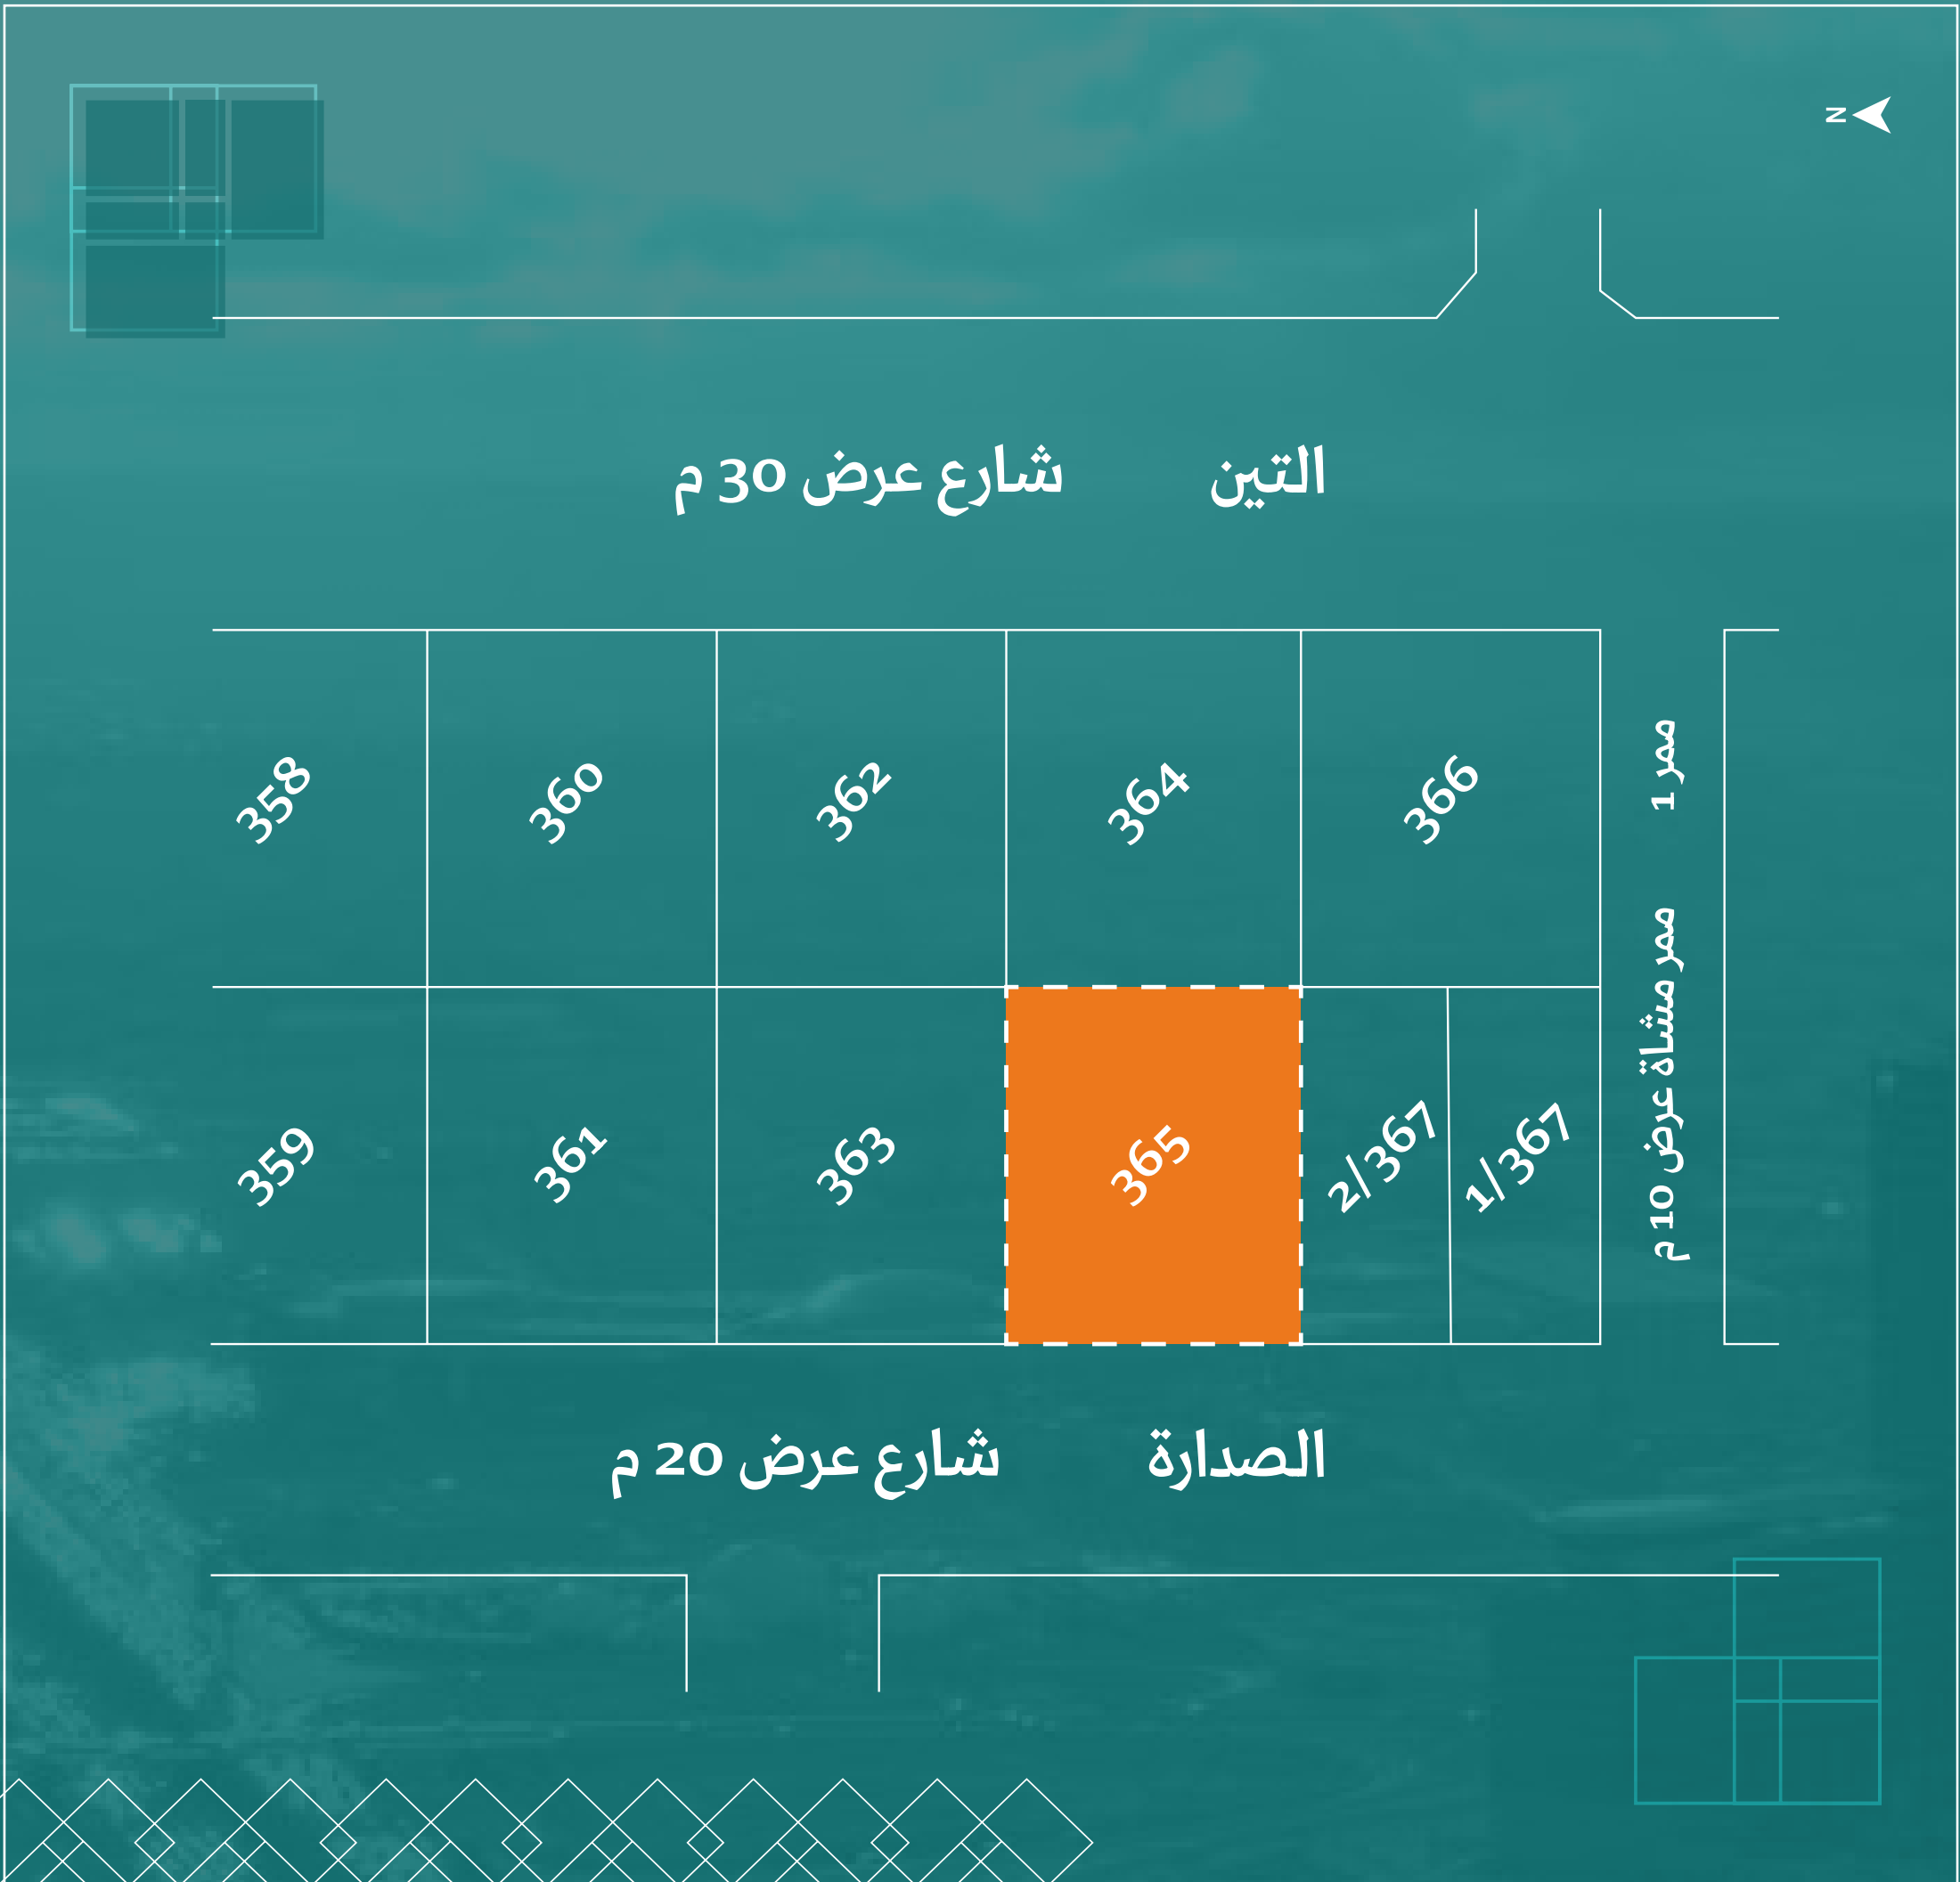 N
التين شارع عرض 30 م
358 360 362 364 366
ممر 1 ممر مشاة عرض 10 م
359 361 363 365 2/367 1/367
الصدارة شارع عرض 20 م